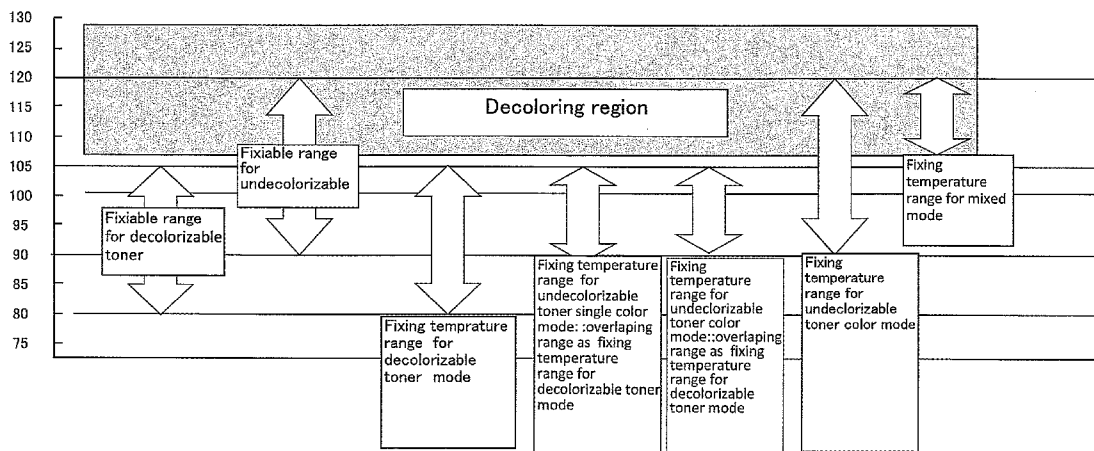 130
125
120
115
110
105
100
95
90
85
80
75
Decoloring region
Fixiable range
for
undecolorizable
Fixiable range
for decolorizable
toner
Fixing
temperature
range for mixed
mode
Fixing temprature
range for
decolorizable
toner mode
Fixing temperature
range for
undecolorizable
toner single color
mode: :overlaping
range as fixing
temperature
range for
decolorizable toner
mode
Fixing
temperature
range for
undeclorizable
toner color
mode::overlaping
range as fixing
temperature
range for
decolorizable
toner mode
Fixing
temperature
range for
undeclorizable
toner color mode